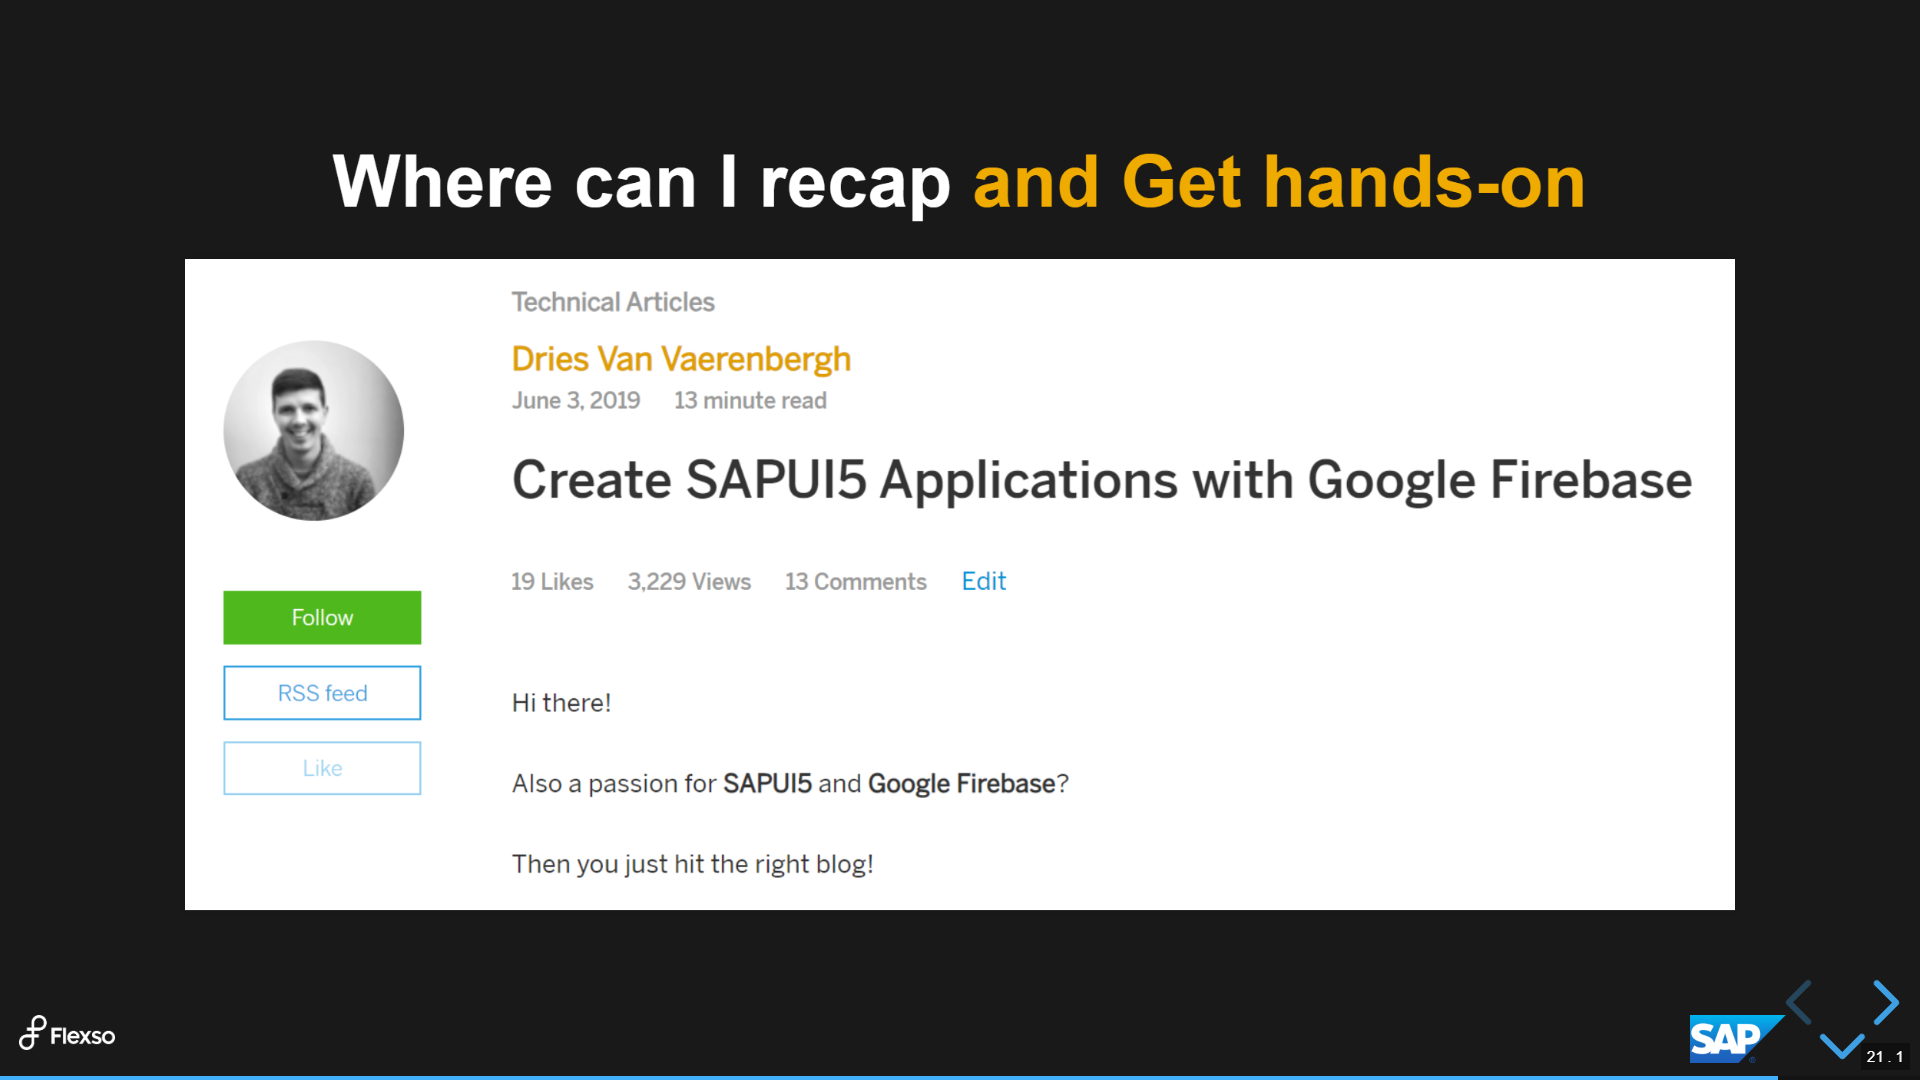 Where can I recap and Get hands-on
Technical Articles
Dries Van Vaerenbergh
June 3, 2019 13 minute read
Create SAPUI5 Applications with Google Firebase
19 Likes 3,229 Views 13 Comments Edit
Follow
RSS feed
Like
Hi there!
Also a passion for SAPUI5 and Google Firebase?
Then you just hit the right blog!
Flexso
SAP
21.1